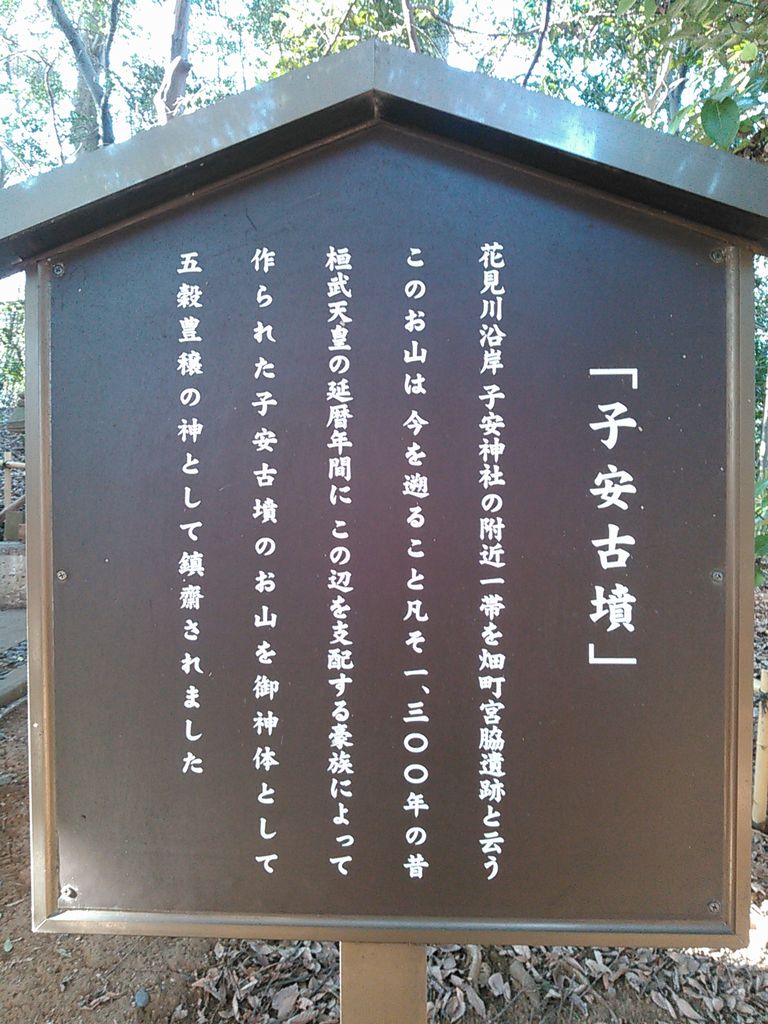 「子安古墳」
花見川沿岸 子安神社の附近一帯を畑町宮脇遺跡と云う
このお山は 今を遡ること凡そ 一、三〇〇年の昔
桓武天皇の延暦年間に この辺を支配する豪族によって
作られた子安古墳のお山を御神体として
五穀豊穣の神として鎮齋されました